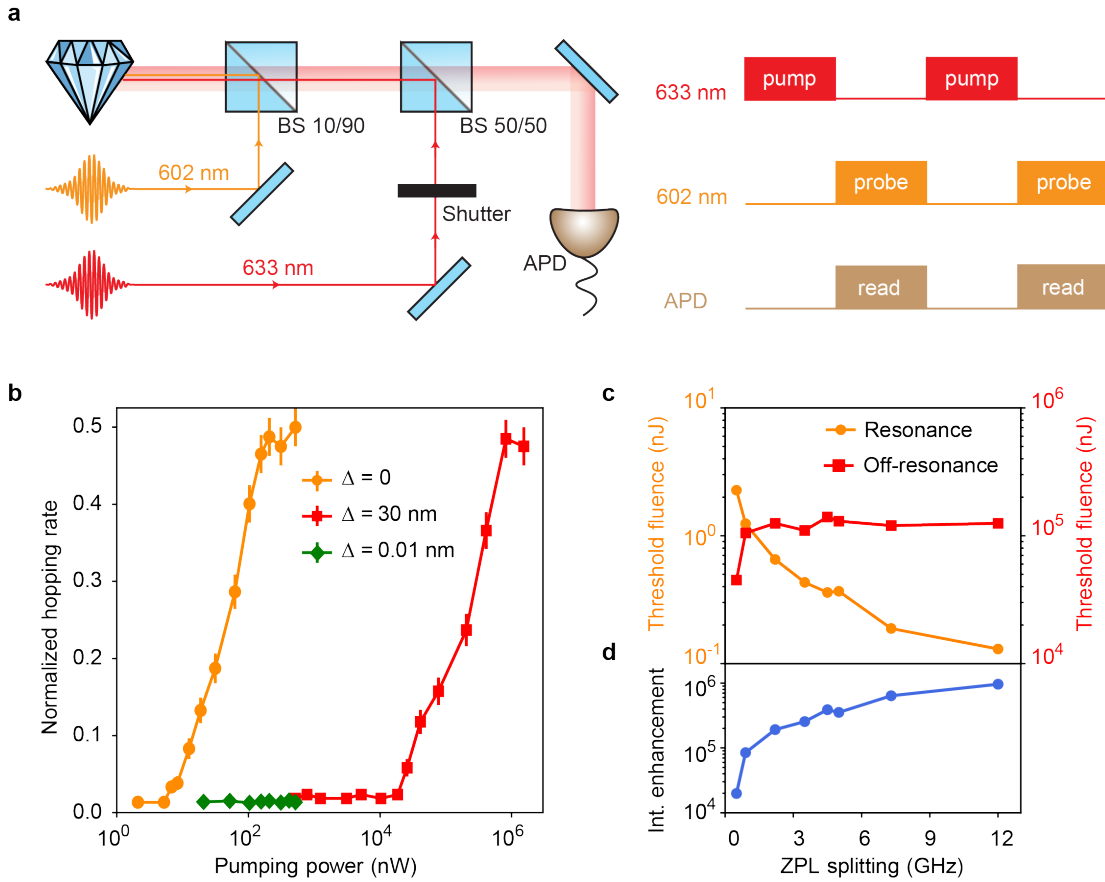 a
BS 10/90
BS 50/50
602 nm
Shutter
633 nm
APD
633 nm
pump
pump
602 nm
probe
probe
APD
read
read
b
Normalized hopping rate
0.5
0.4
0.3
0.2
0.1
0.0
Δ = 0
Δ = 30 nm
Δ = 0.01 nm
10⁰
10²
10⁴
10⁶
Pumping power (nW)
c
Threshold fluence (nJ)
10¹
10⁰
10⁻¹
Resonance
Off-resonance
10⁶
10⁵
10⁴
Threshold fluence (nJ)
d
Int. enhancement
10⁶
10⁵
10⁴
0
3
6
9
12
ZPL splitting (GHz)